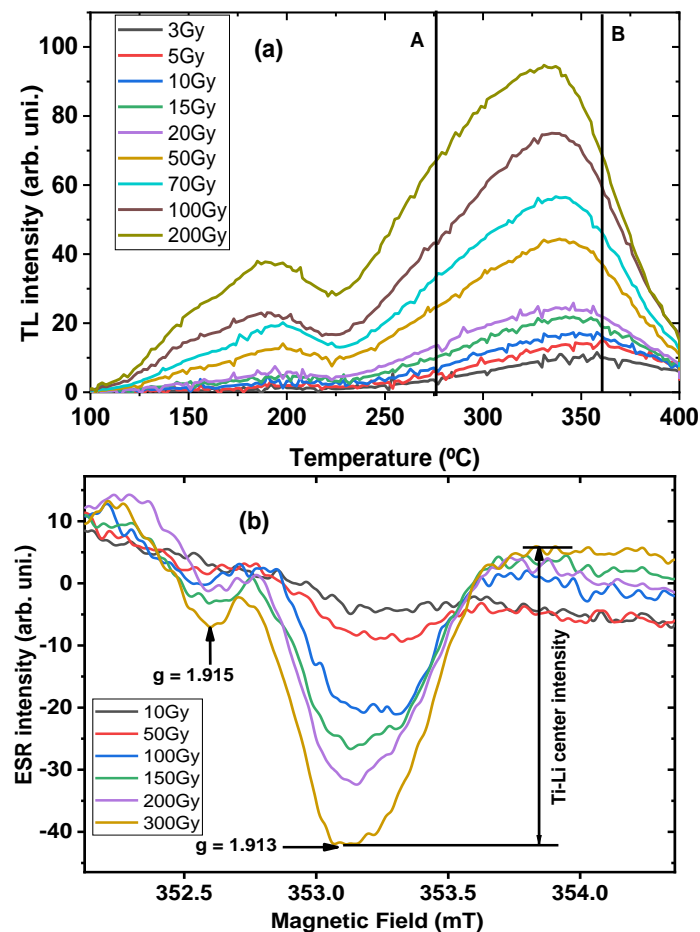 (a)
A
B
3Gy
5Gy
10Gy
15Gy
20Gy
50Gy
70Gy
100Gy
200Gy
TL intensity (arb. uni.)
100
80
60
40
20
0
100 150 200 250 300 350 400
Temperature (ºC)
(b)
10
0
-10
-20
-30
-40
ESR intensity (arb. uni.)
g = 1.915
Ti-Li center intensity
10Gy
50Gy
100Gy
150Gy
200Gy
300Gy
g = 1.913
352.5 353.0 353.5 354.0
Magnetic Field (mT)